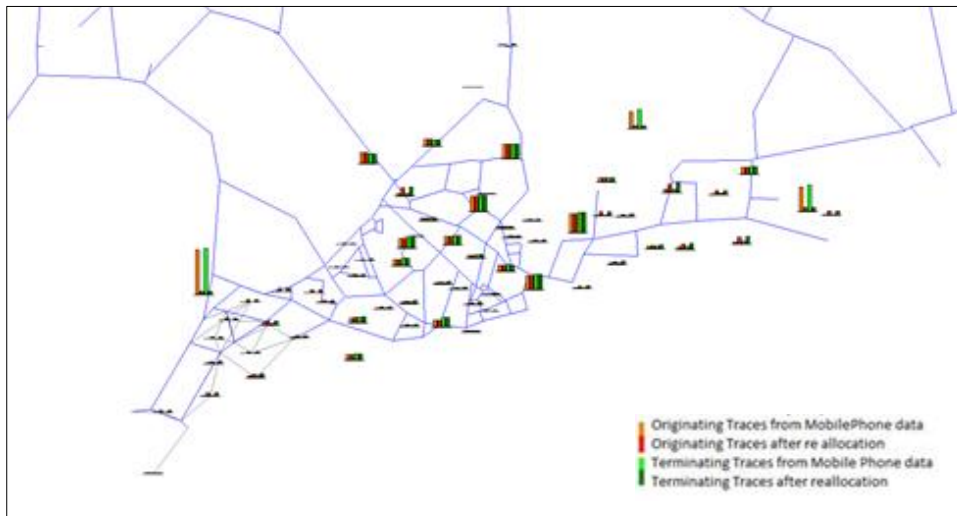 Originating Traces from MobilePhone data
Originating Traces after re allocation
Terminating Traces from Mobile Phone data
Terminating Traces after reallocation